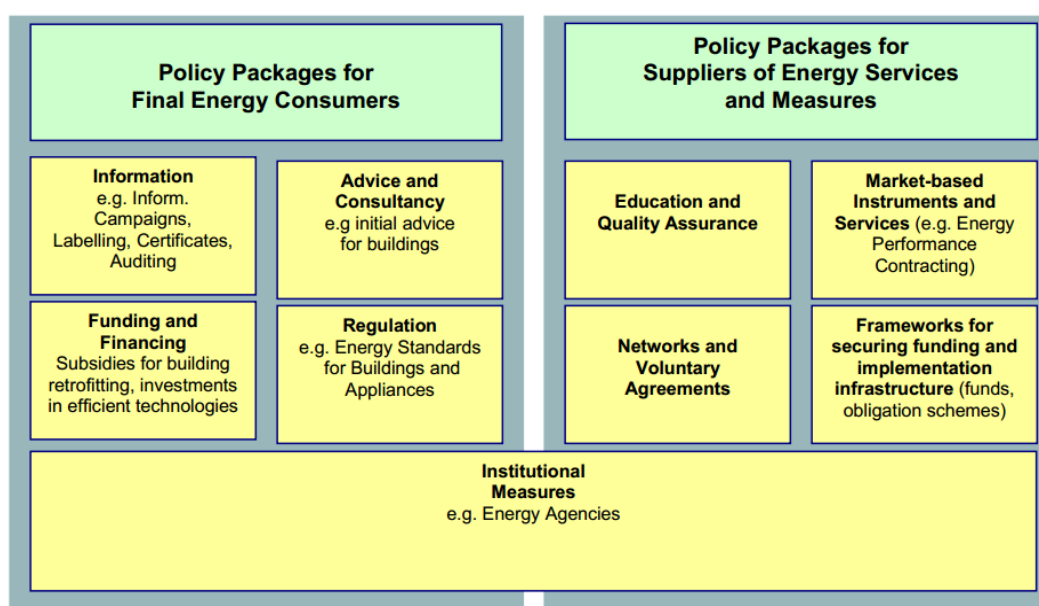 Policy Packages for
Final Energy Consumers
Policy Packages for
Suppliers of Energy Services
and Measures
Information
e.g. Inform.
Campaigns,
Labelling, Certificates,
Auditing
Advice and
Consultancy
e.g initial advice
for buildings
Education and
Quality Assurance
Market-based
Instruments and
Services (e.g. Energy
Performance
Contracting)
Funding and
Financing
Subsidies for building
retrofitting, investments
in efficient technologies
Regulation
e.g. Energy Standards
for Buildings and
Appliances
Networks and
Voluntary
Agreements
Frameworks for
securing funding and
implementation
infrastructure (funds,
obligation schemes)
Institutional
Measures
e.g. Energy Agencies